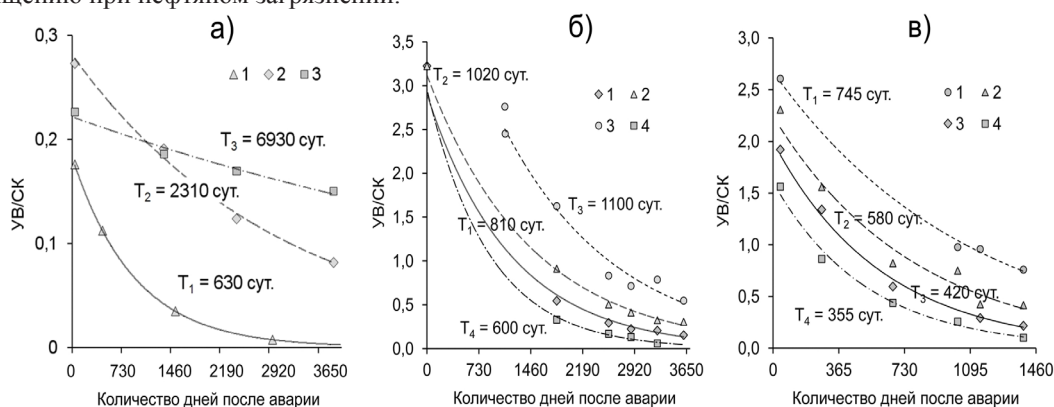 при нефтяном загрязнении.
а)
0,3
0,2
0,1
0
УВ/СК
1 2 3
T3 = 6930 сут.
T2 = 2310 сут.
T1 = 630 сут.
0 730 1460 2190 2920 3650
Количество дней после аварии
б)
3,5
3,0
2,5
2,0
1,5
1,0
0,5
0,0
УВ/СК
T2 = 1020 сут.
1 2
3 4
T3 = 1100 сут.
T1 = 810 сут.
T4 = 600 сут.
0 730 1460 2190 2920 3650
Количество дней после аварии
в)
3,0
2,5
2,0
1,5
1,0
0,5
0,0
УВ/СК
T1 = 745 сут.
1 2
3 4
T2 = 580 сут.
T3 = 420 сут.
T4 = 355 сут.
0 365 730 1095 1460
Количество дней после аварии